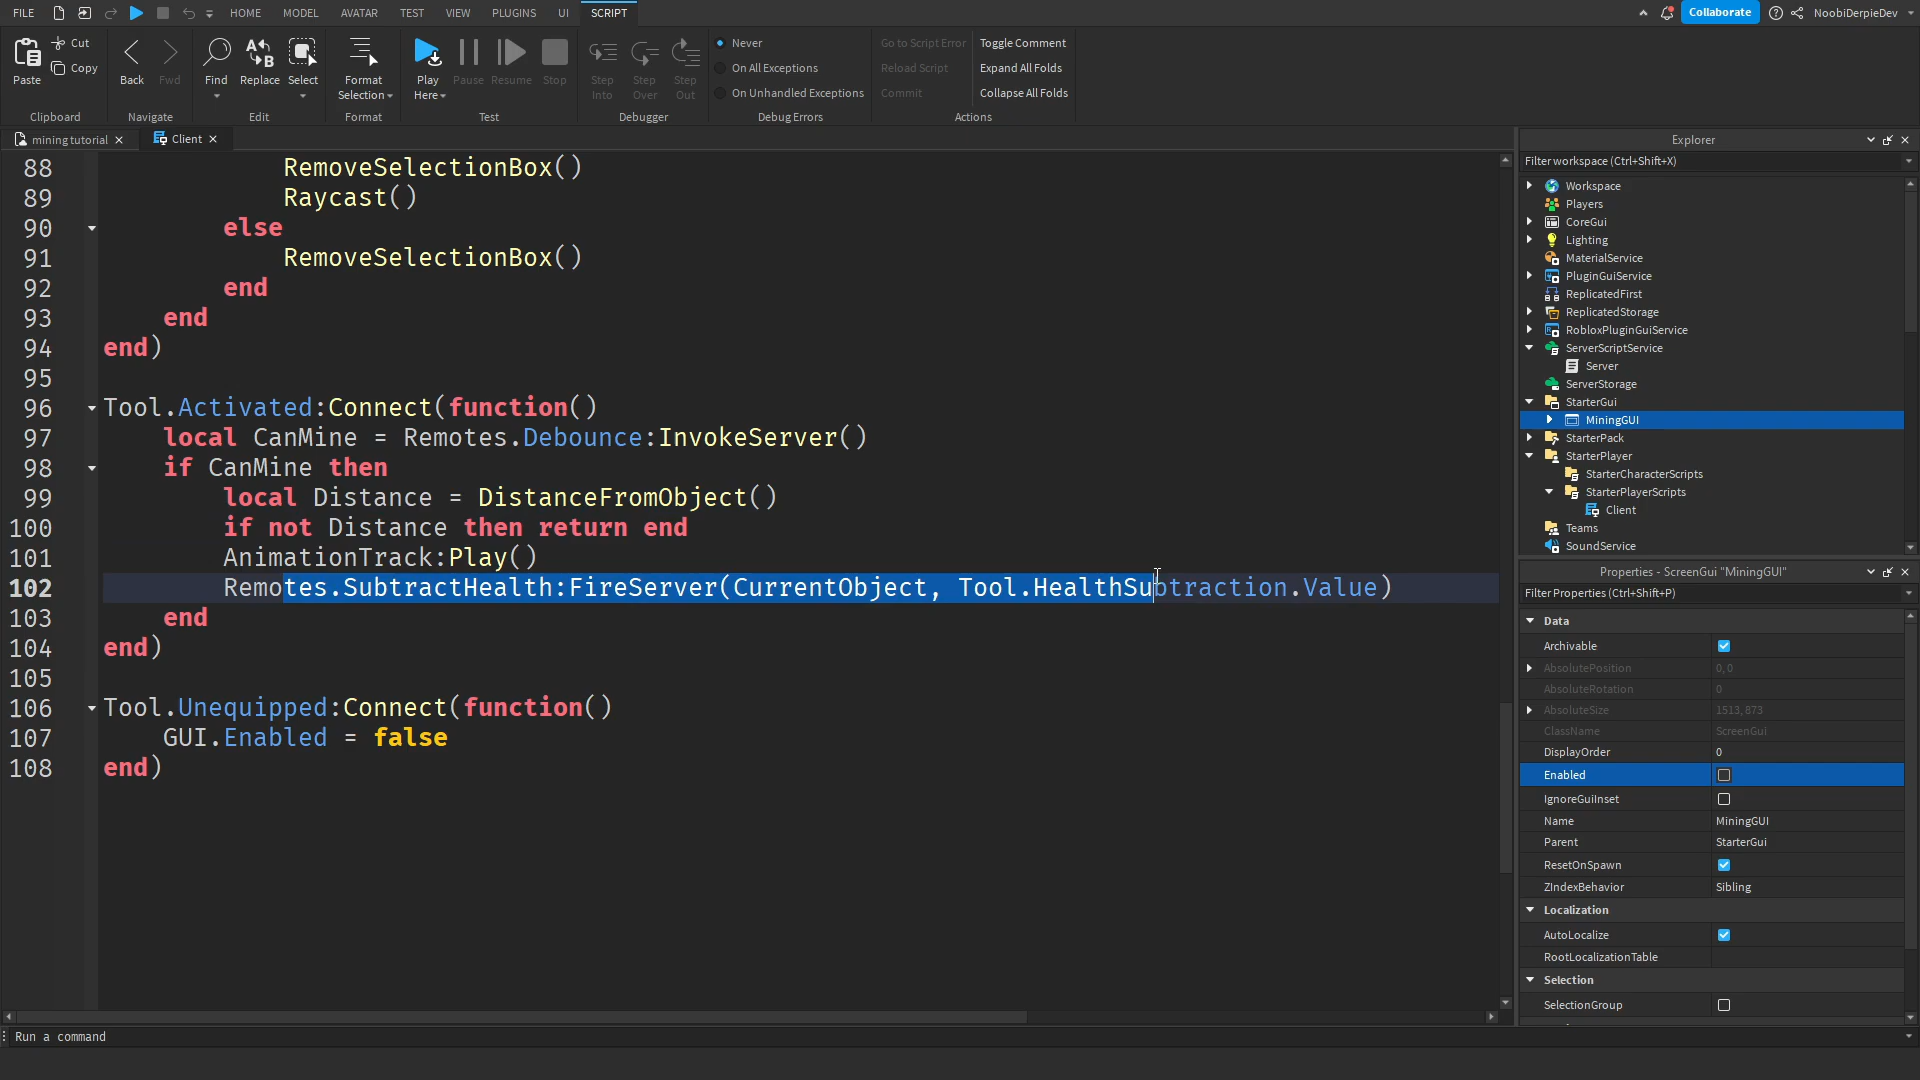 FILE HOME MODEL AVATAR TEST VIEW PLUGINS UI SCRIPT Collaborate NoobiDerpieDev
Paste Cut Copy
Clipboard
Back Fwd
Navigate
Find Replace Select
Edit
Format Selection
Format
Play Here Pause Resume Stop
Test
Step Into Step Over Step Out
Debugger
Never
On All Exceptions
On Unhandled Exceptions
Debug Errors
Go to Script Error Toggle Comment
Reload Script Expand All Folds
Commit Collapse All Folds
Actions
mining tutorial Client
88 RemoveSelectionBox()
89 Raycast()
90 else
91 RemoveSelectionBox()
92 end
93 end
94 end)
95
96 Tool.Activated:Connect(function()
97 local CanMine = Remotes.Debounce:InvokeServer()
98 if CanMine then
99 local Distance = DistanceFromObject()
100 if not Distance then return end
101 AnimationTrack:Play()
102 Remotes.SubtractHealth:FireServer(CurrentObject, Tool.HealthSubtraction.Value)
103 end
104 end)
105
106 Tool.Unequipped:Connect(function()
107 GUI.Enabled = false
108 end)
Run a command
Explorer
Filter workspace (Ctrl+Shift+X)
Workspace
Players
CoreGui
Lighting
MaterialService
PluginGuiService
ReplicatedFirst
ReplicatedStorage
RobloxPluginGuiService
ServerScriptService
Server
ServerStorage
StarterGui
MiningGUI
StarterPack
StarterPlayer
StarterCharacterScripts
StarterPlayerScripts
Client
Teams
SoundService
Properties - ScreenGui "MiningGUI"
Filter Properties (Ctrl+Shift+P)
Data
Archivable
AbsolutePosition 0, 0
AbsoluteRotation 0
AbsoluteSize 1513, 873
ClassName ScreenGui
DisplayOrder 0
Enabled
IgnoreGuiInset
Name MiningGUI
Parent StarterGui
ResetOnSpawn
ZIndexBehavior Sibling
Localization
AutoLocalize
RootLocalizationTable
Selection
SelectionGroup